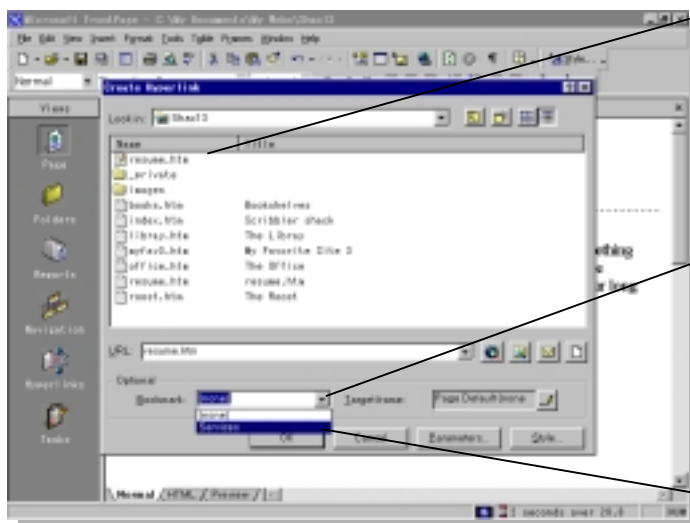 Microsoft FrontPage - C:\My Documents\My Webs\Shax13
File Edit View Insert Format Tools Table Frames Window Help
Normal
Views
Create Hyperlink
Look in: Shax13
Name Title
resume.htm
_private
images
books.htm Bookshelves
index.htm Scribbler shack
library.htm The Library
myfav3.htm My Favorite Site 3
office.htm The Office
resume.htm resume.htm
roost.htm The Roost
Page
Folders
Reports
Navigation
Hyperlinks
Tasks
URL: resume.htm
Optional
Bookmark: (none) Target frame: Page Default (none)
(none)
Services
OK Cancel Parameters... Style...
Normal HTML Preview
seconds over 28.8 NUM